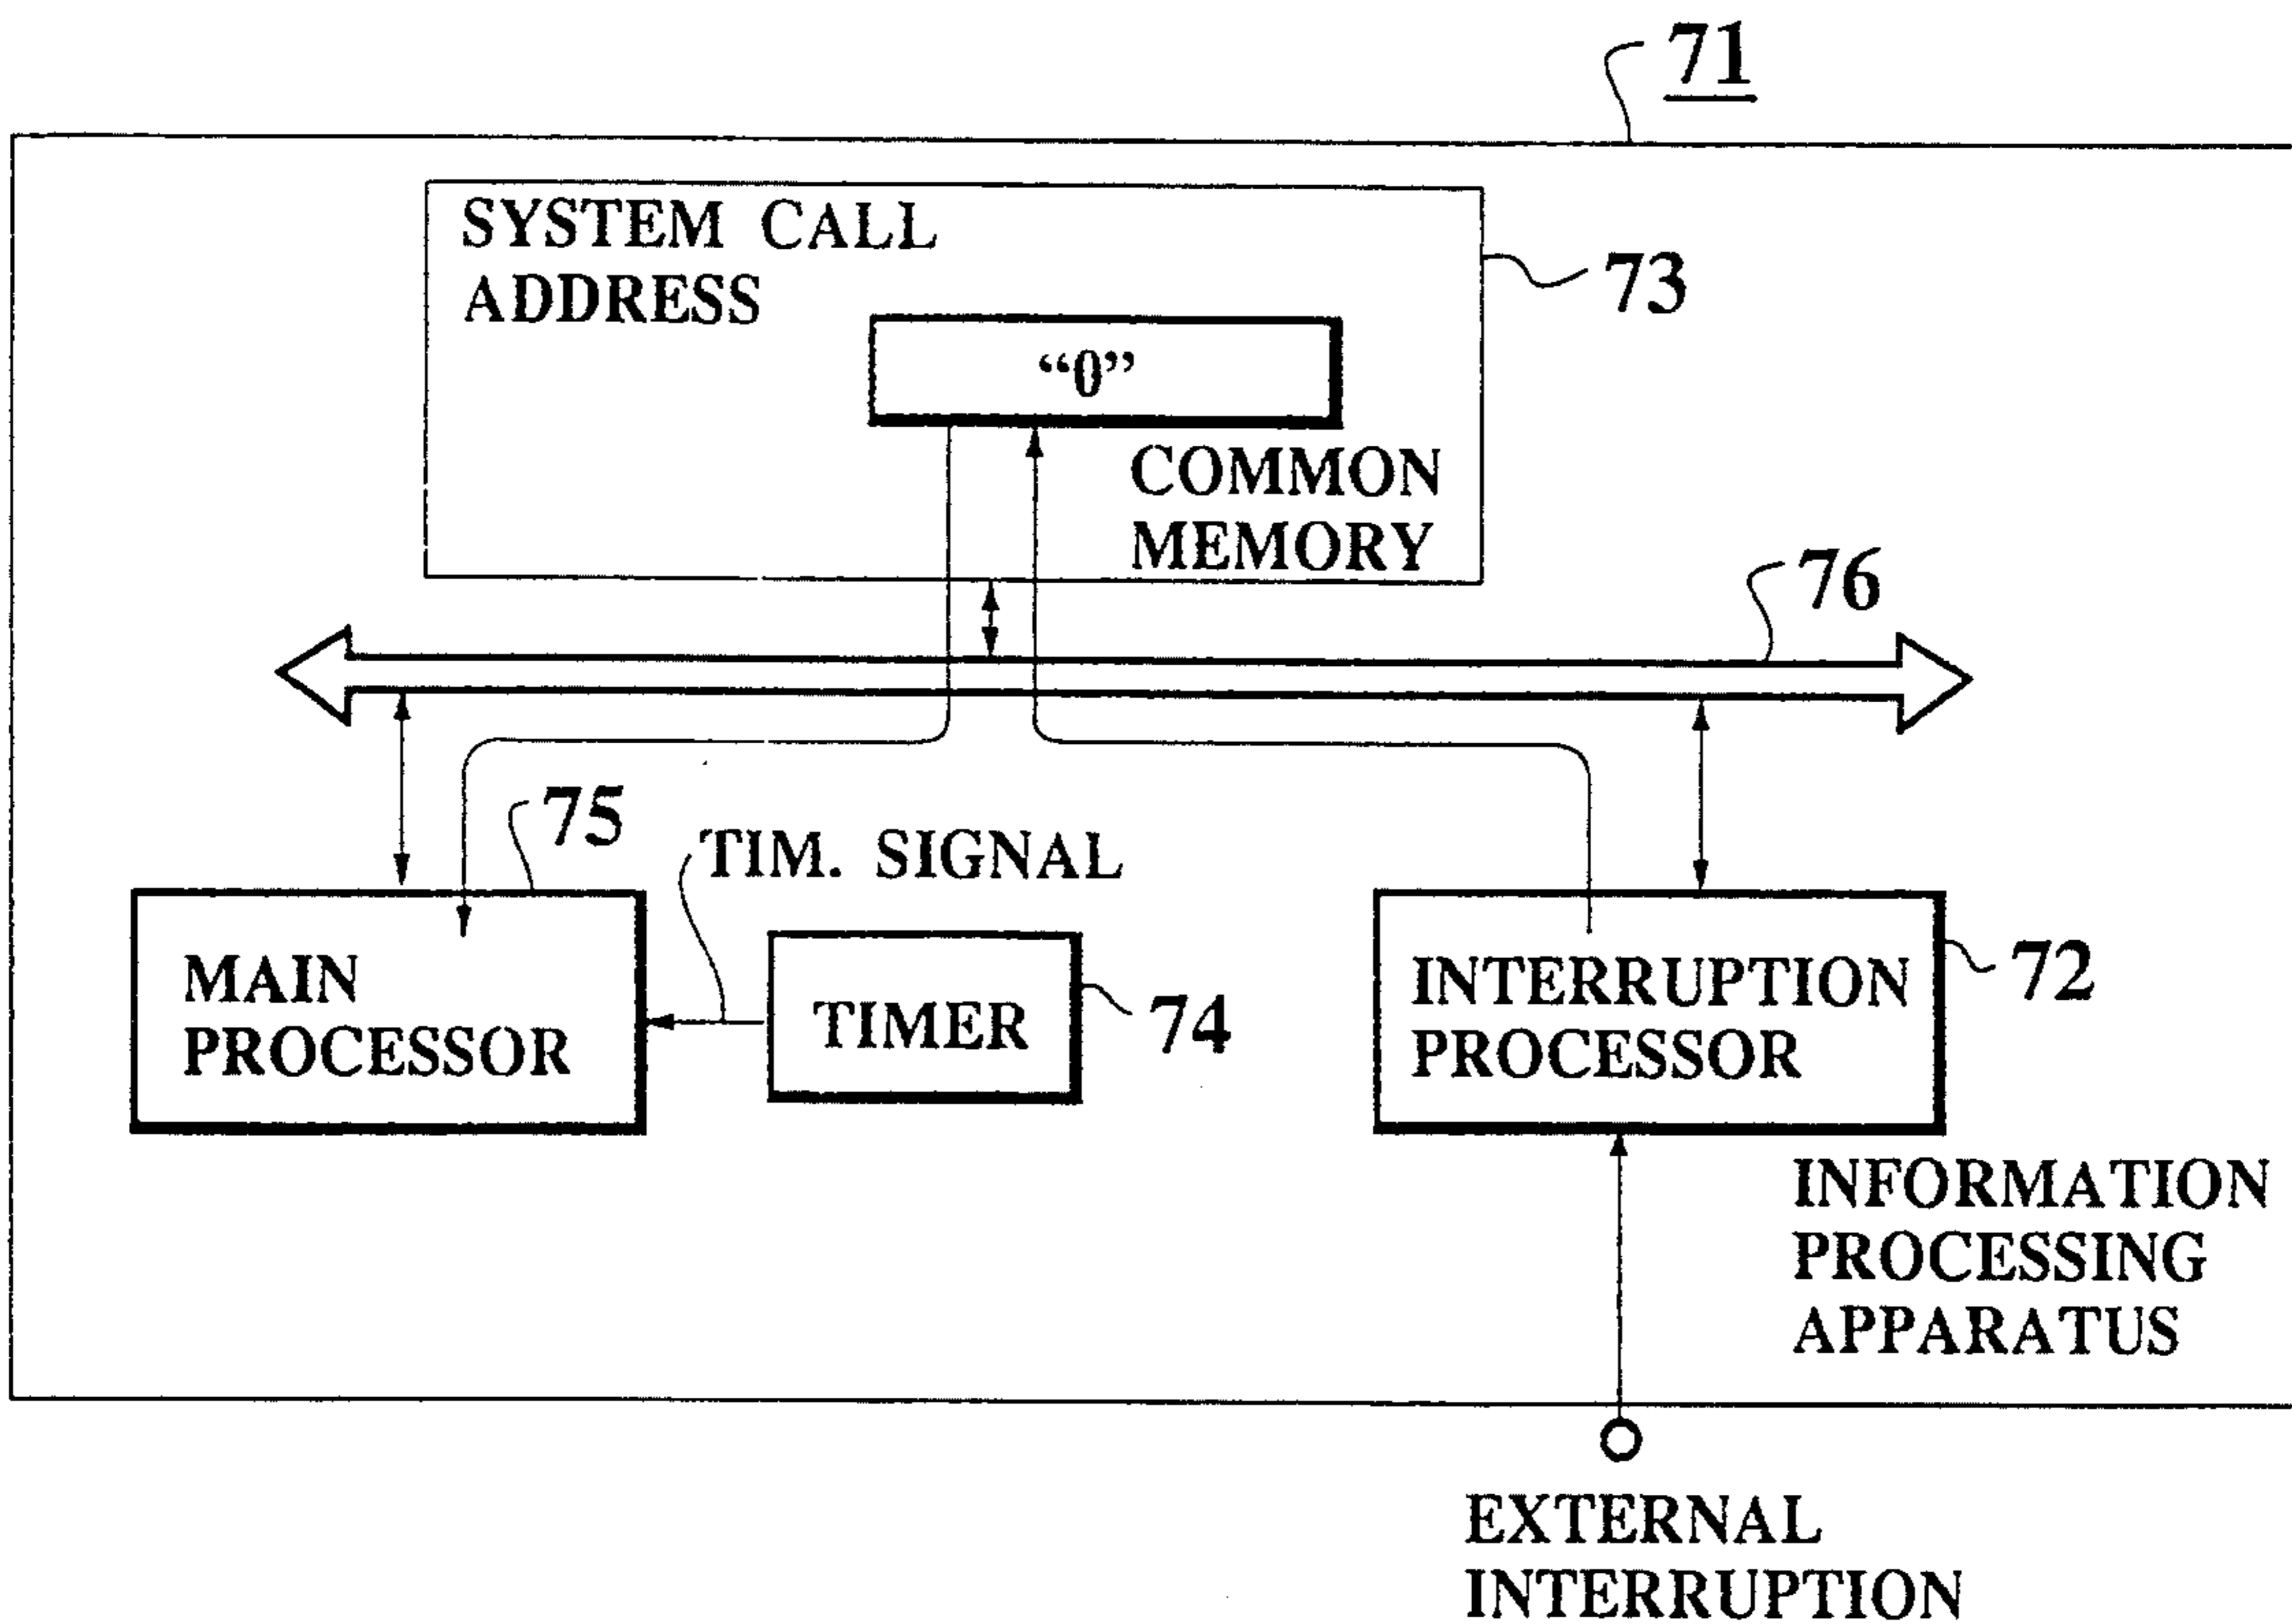 71
SYSTEM CALL
ADDRESS
73
“0”
COMMON
MEMORY
76
75
TIM. SIGNAL
MAIN
PROCESSOR
TIMER
74
INTERRUPTION
PROCESSOR
72
INFORMATION
PROCESSING
APPARATUS
EXTERNAL
INTERRUPTION